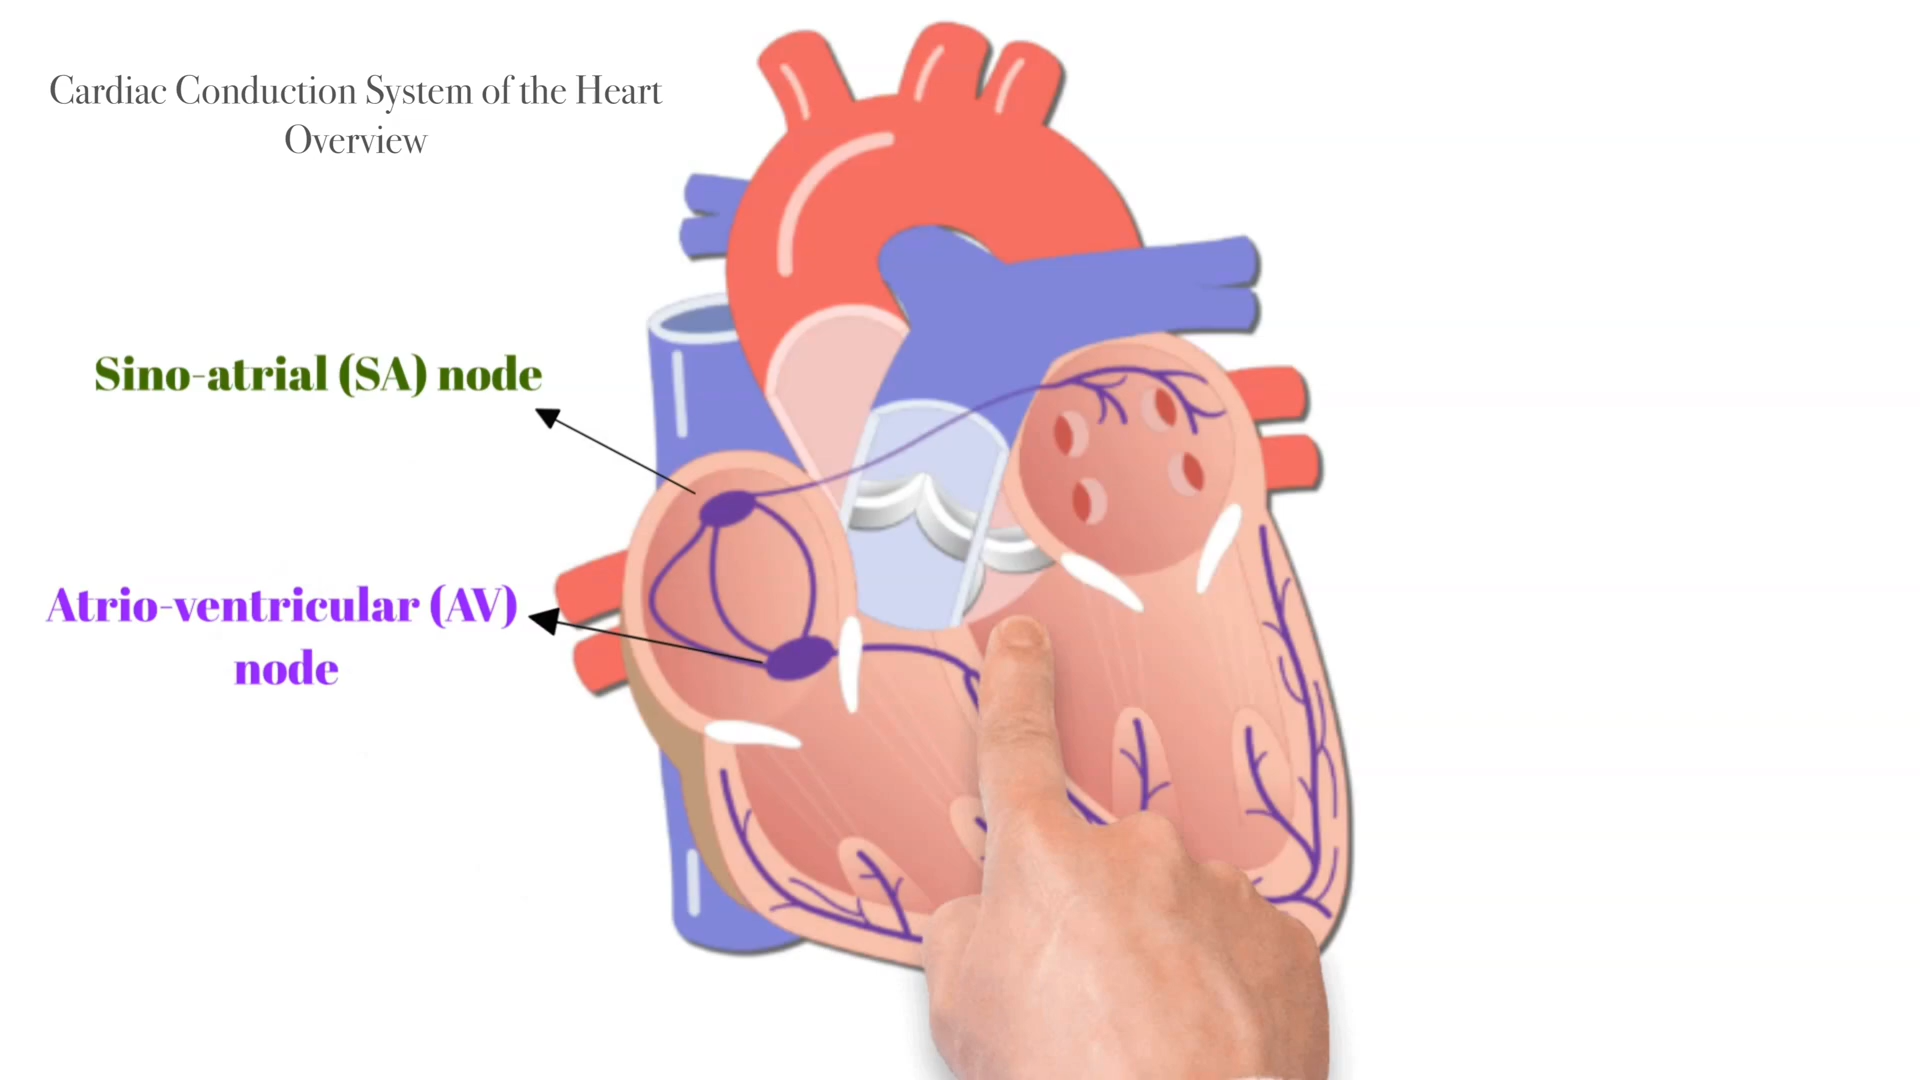 Cardiac Conduction System of the Heart
Overview
Sino-atrial (SA) node
Atrio-ventricular (AV)
node